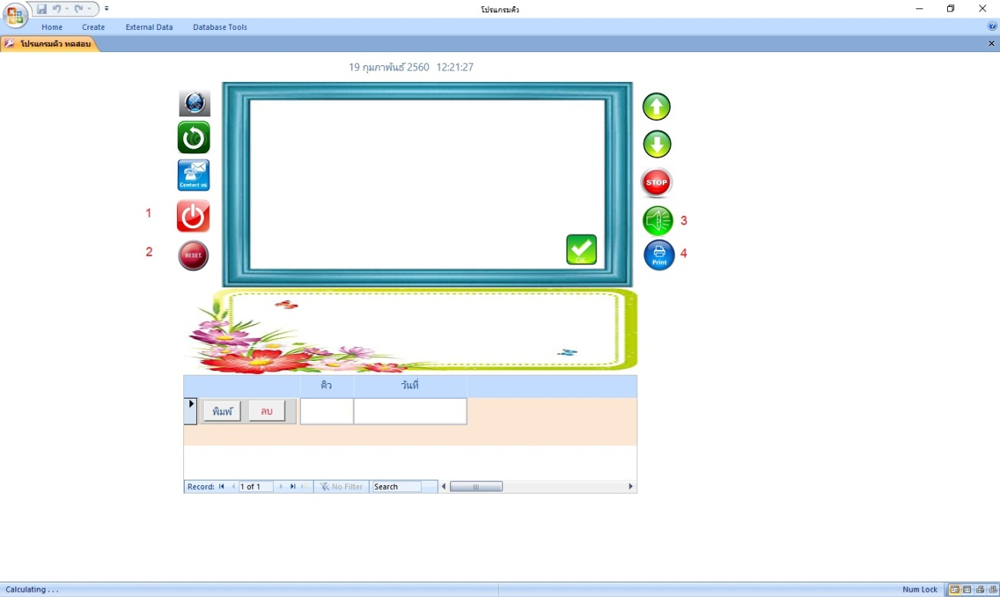 โปรแกรมคิว
Home Create External Data Database Tools
โปรแกรมคิว ทดสอบ
19 กุมภาพันธ์ 2560 12:21:27
Contact us
STOP
1
3
2
RESET.
OK
Print
4
คิว วันที่
พิมพ์ ลบ
Record: 1 of 1 No Filter Search
Calculating . . . Num Lock